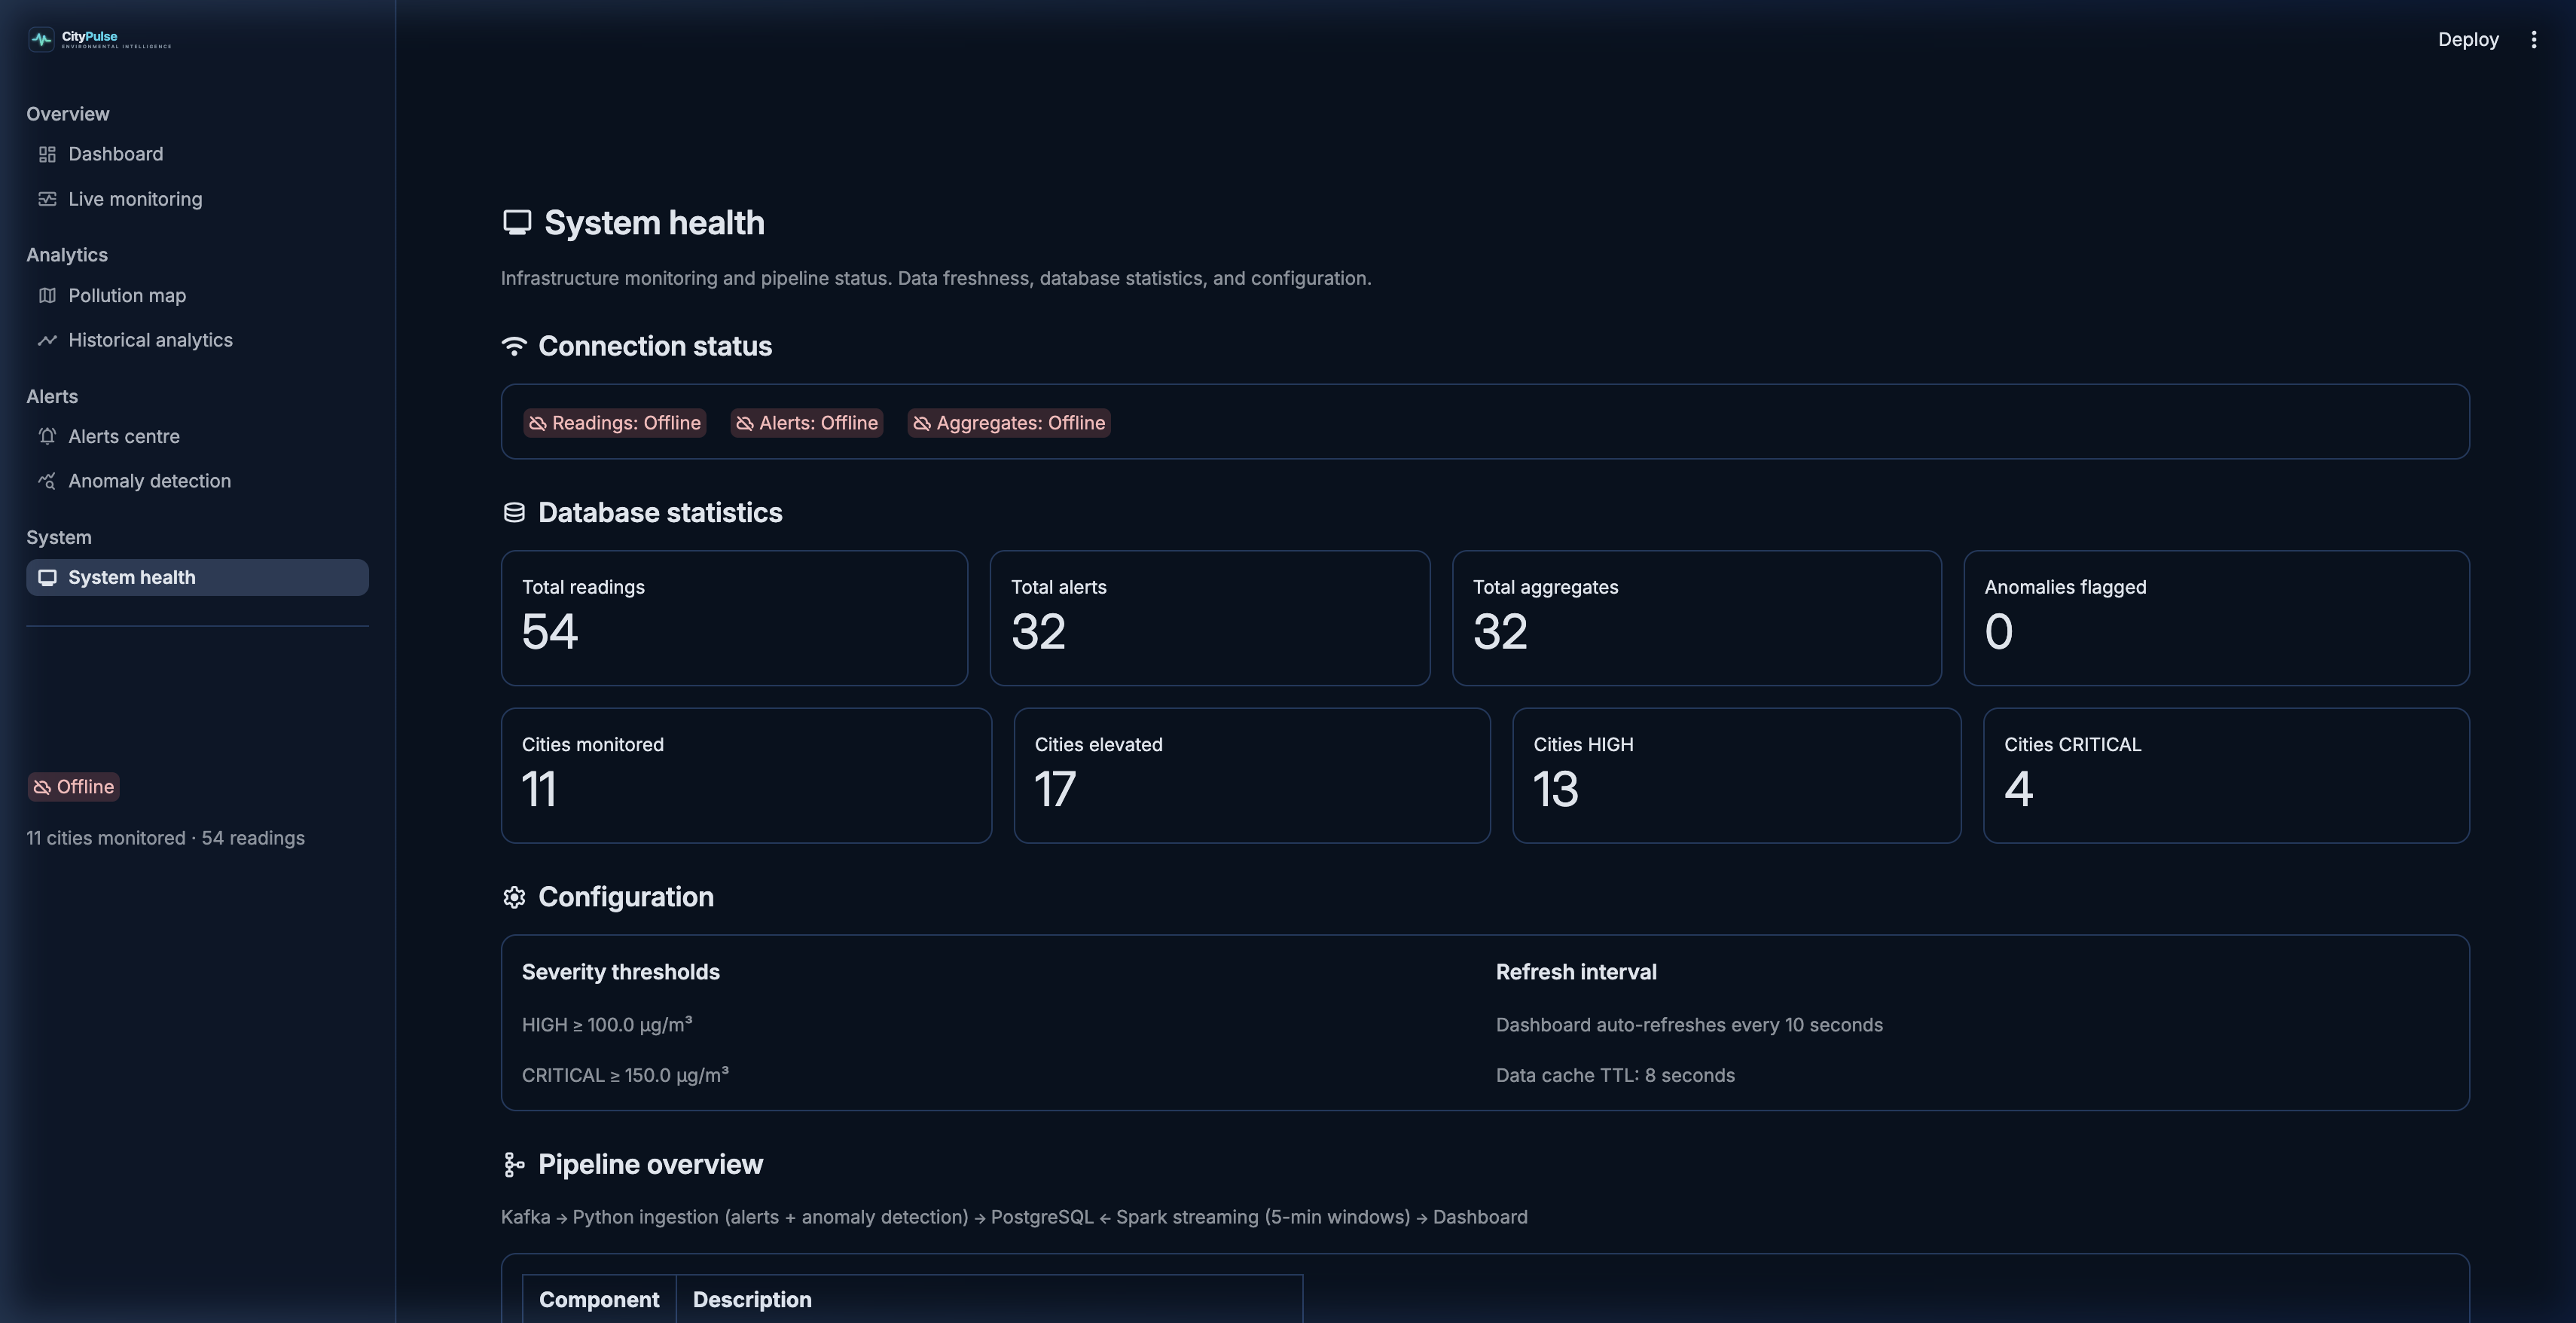 CityPulse
ENVIRONMENTAL INTELLIGENCE
Deploy
Overview
Dashboard
Live monitoring
Analytics
Pollution map
Historical analytics
Alerts
Alerts centre
Anomaly detection
System
System health
Offline
11 cities monitored · 54 readings
System health
Infrastructure monitoring and pipeline status. Data freshness, database statistics, and configuration.
Connection status
Readings: Offline Alerts: Offline Aggregates: Offline
Database statistics
Total readings Total alerts Total aggregates Anomalies flagged
54 32 32 0
Cities monitored Cities elevated Cities HIGH Cities CRITICAL
11 17 13 4
Configuration
Severity thresholds
HIGH ≥ 100.0 µg/m³
CRITICAL ≥ 150.0 µg/m³
Refresh interval
Dashboard auto-refreshes every 10 seconds
Data cache TTL: 8 seconds
Pipeline overview
Kafka → Python ingestion (alerts + anomaly detection) → PostgreSQL ← Spark streaming (5-min windows) → Dashboard
Component Description